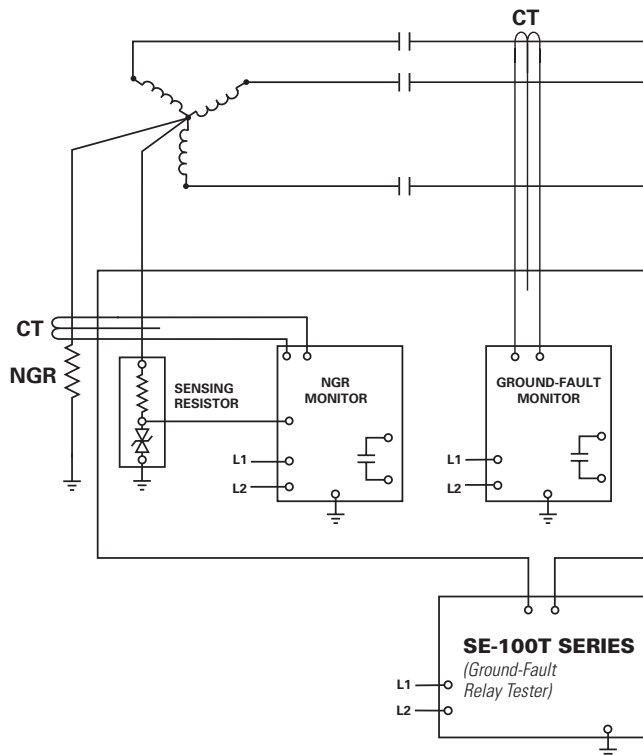 CT
CT
NGR
SENSING
RESISTOR
NGR
MONITOR
L1
L2
GROUND-FAULT
MONITOR
L1
L2
SE-100T SERIES
(Ground-Fault
Relay Tester)
L1
L2